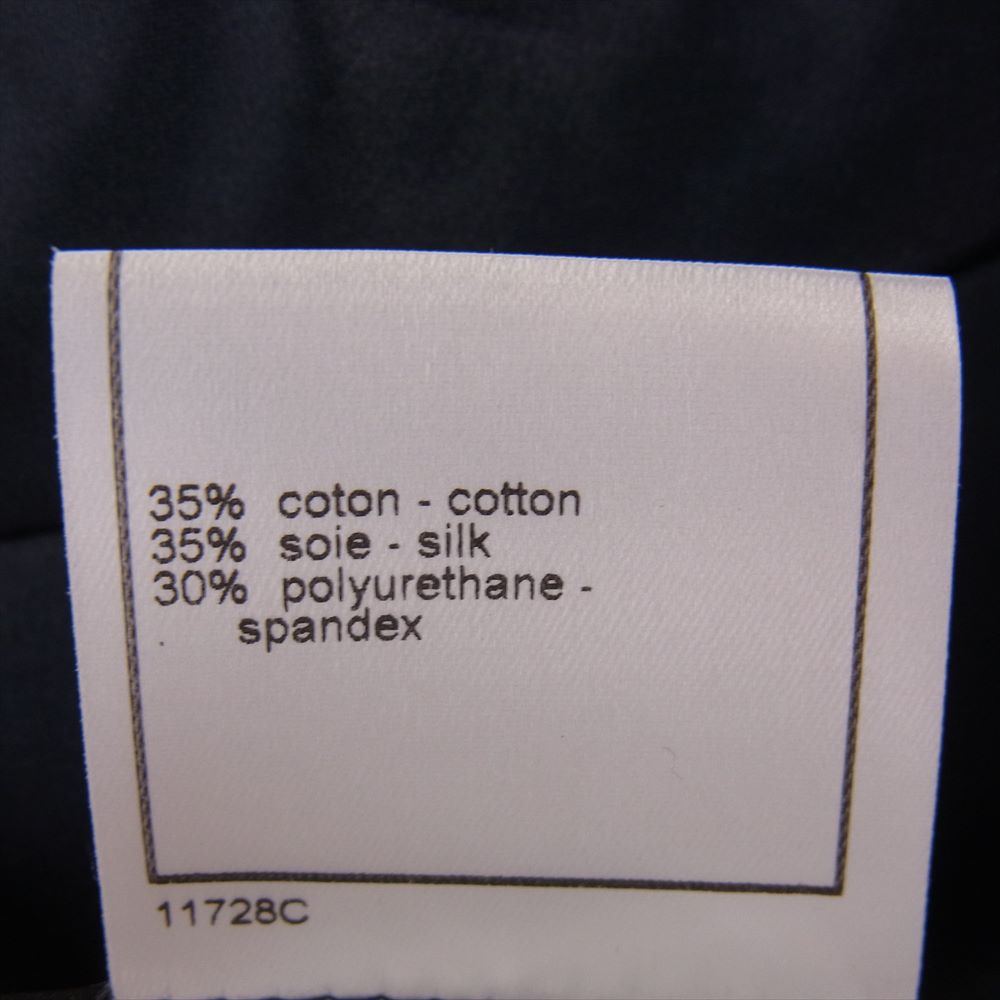 35% coton - cotton
35% soie - silk
30% polyurethane -
spandex
11728C